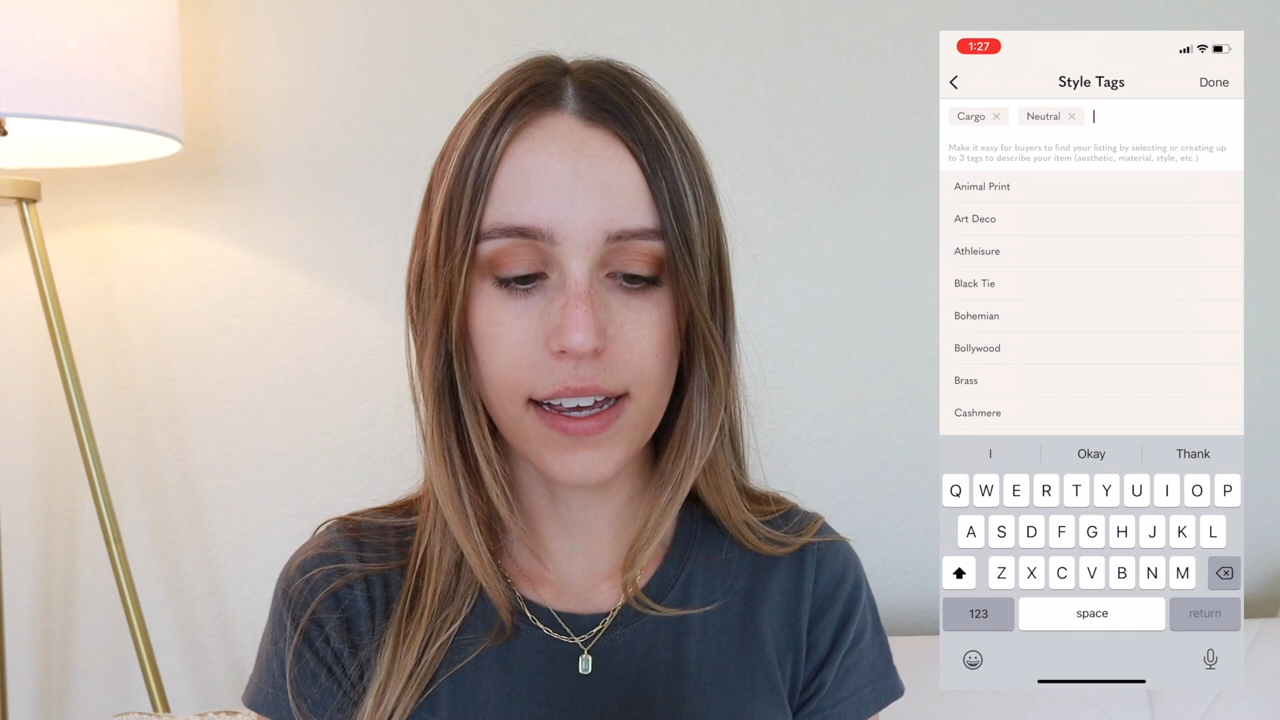 1:27
Style Tags
Done
Cargo
Neutral
Make it easy for buyers to find your listing by selecting or creating up
to 3 tags to describe your item (aesthetic, material, style, etc.)
Animal Print
Art Deco
Athleisure
Black Tie
Bohemian
Bollywood
Brass
Cashmere
I Okay Thank
Q W E R T Y U I O P
A S D F G H J K L
Z X C V B N M
123 space return